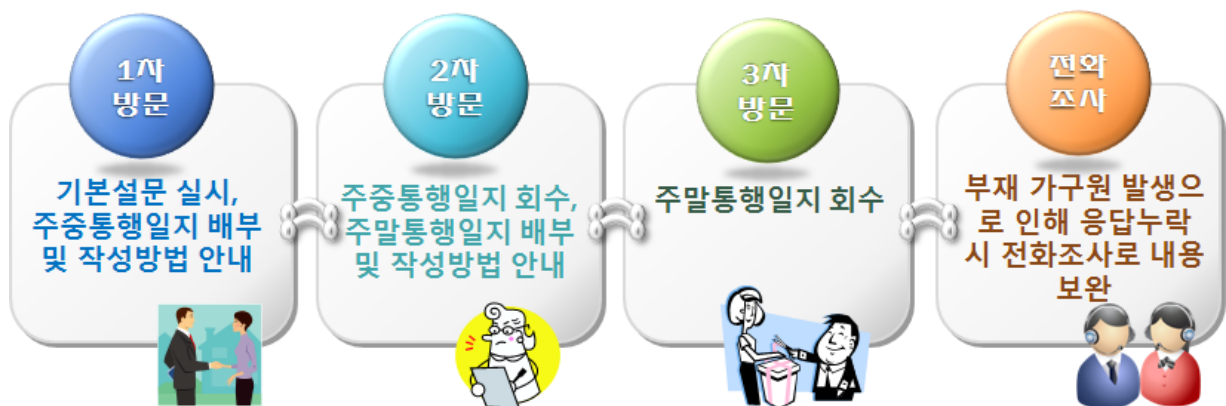 1차
방문
기본설문 실시,
주중통행일지 배부
및 작성방법 안내
2차
방문
주중통행일지 회수,
주말통행일지 배부
및 작성방법 안내
3차
방문
주말통행일지 회수
전화
조사
부재 가구원 발생으
로 인해 응답누락
시 전화조사로 내용
보완